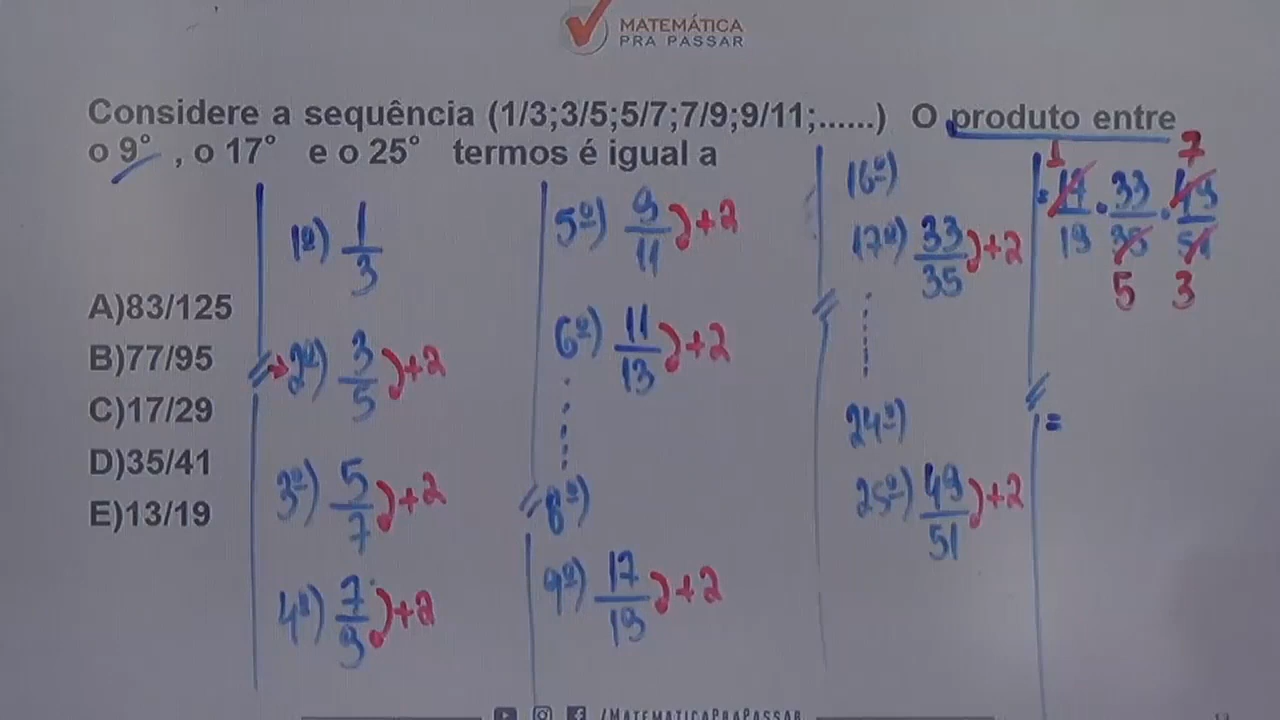 MATEMÁTICA
PRA PASSAR
Considere a sequência (1/3;3/5;5/7;7/9;9/11;......) O produto entre
o 9° , o 17° e o 25° termos é igual a
A)83/125
B)77/95
C)17/29
D)35/41
E)13/19
1º) 1/3
2º) 3/5 +2
3º) 5/7 +2
4º) 7/9 +2
5º) 9/11 +2
6º) 11/13 +2
8º)
9º) 17/19 +2
16º)
17º) 33/35 +2
24º)
25º) 49/51 +2
1 7
= 17/19 · 33/35 · 49/51
5 3
=
/MATEMATICAPRAPASSAR